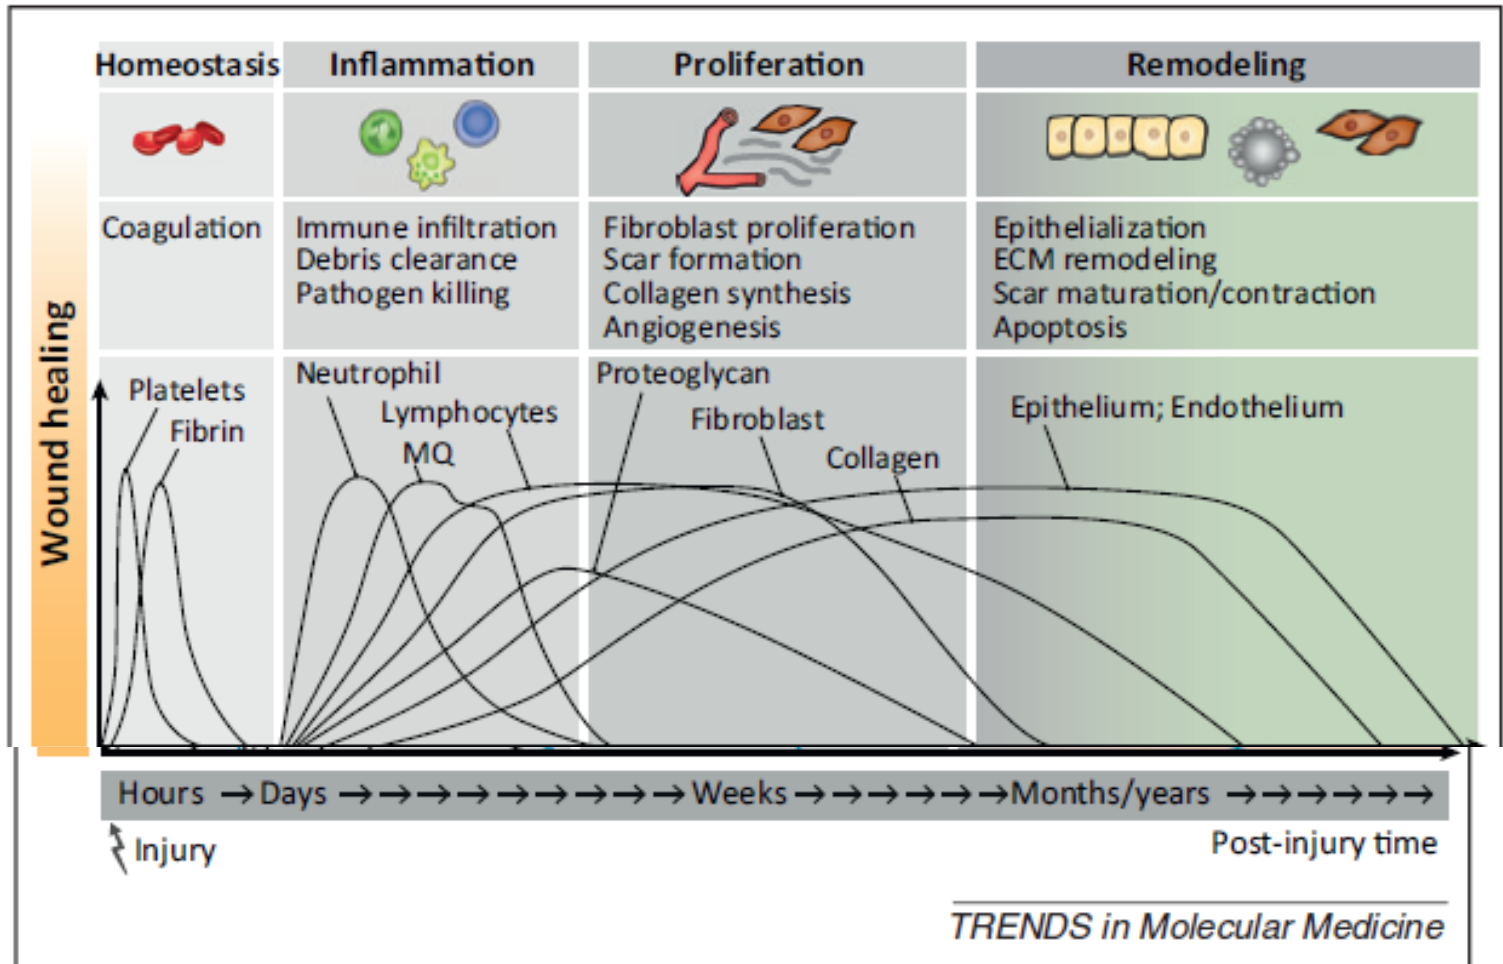 Homeostasis
Inflammation
Proliferation
Remodeling
Wound healing
Coagulation
Immune infiltration
Debris clearance
Pathogen killing
Fibroblast proliferation
Scar formation
Collagen synthesis
Angiogenesis
Epithelialization
ECM remodeling
Scar maturation/contraction
Apoptosis
Platelets
Fibrin
Neutrophil
Lymphocytes
MQ
Proteoglycan
Fibroblast
Collagen
Epithelium; Endothelium
Hours → Days → → → → → → → → → Weeks → → → → → → Months/years → → → → → →
Injury
Post-injury time
TRENDS in Molecular Medicine